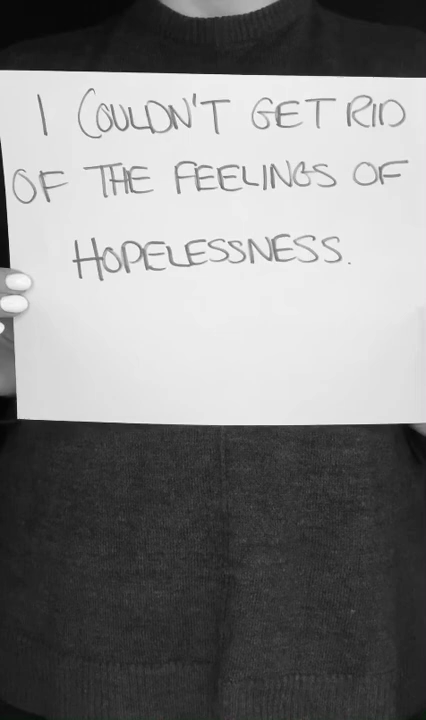 I COULDN'T GET RID
OF THE FEELINGS OF
HOPELESSNESS.